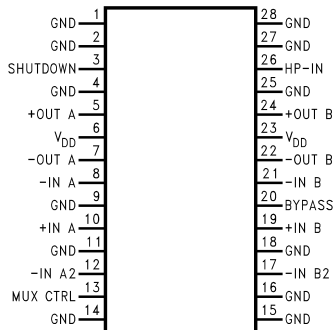 GND 1 28 GND
GND 2 27 GND
SHUTDOWN 3 26 HP-IN
GND 4 25 GND
+OUT A 5 24 +OUT B
VDD 6 23 VDD
-OUT A 7 22 -OUT B
-IN A 8 21 -IN B
GND 9 20 BYPASS
+IN A 10 19 +IN B
GND 11 18 GND
-IN A2 12 17 -IN B2
MUX CTRL 13 16 GND
GND 14 15 GND